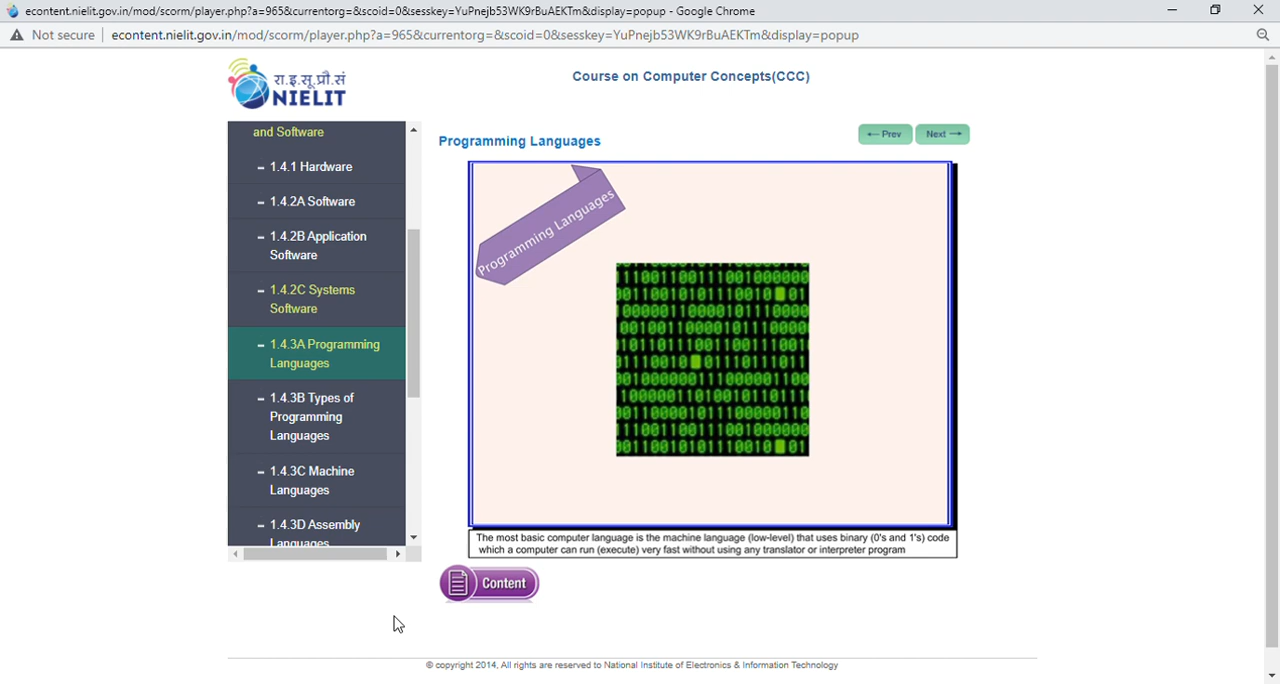 econtent.nielit.gov.in/mod/scorm/player.php?a=965&currentorg=&scoid=0&sesskey=YuPnejb53WK9rBuAEKTm&display=popup - Google Chrome
Not secure
econtent.nielit.gov.in/mod/scorm/player.php?a=965&currentorg=&scoid=0&sesskey=YuPnejb53WK9rBuAEKTm&display=popup
रा.इ.सू.प्रौ.सं
NIELIT
Course on Computer Concepts(CCC)
and Software
- 1.4.1 Hardware
- 1.4.2A Software
- 1.4.2B Application
Software
- 1.4.2C Systems
Software
- 1.4.3A Programming
Languages
- 1.4.3B Types of
Programming
Languages
- 1.4.3C Machine
Languages
- 1.4.3D Assembly
Languages
Programming Languages
← Prev
Next →
Programming Languages
The most basic computer language is the machine language (low-level) that uses binary (0's and 1's) code
which a computer can run (execute) very fast without using any translator or interpreter program
Content
© copyright 2014, All rights are reserved to National Institute of Electronics & Information Technology